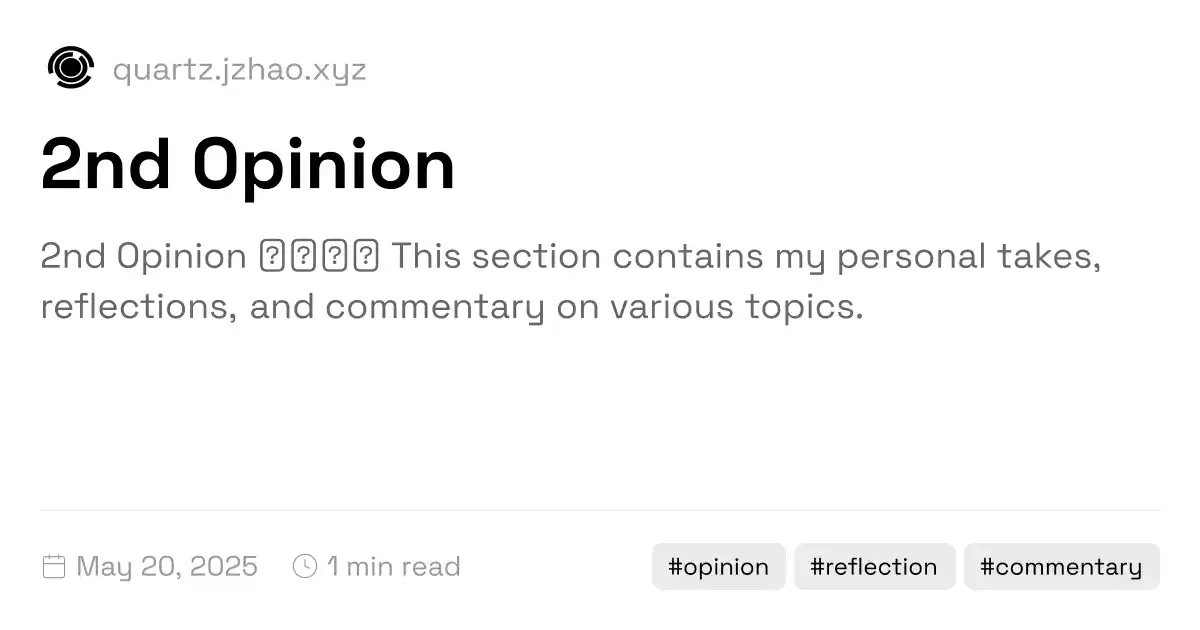 quartz.jzhao.xyz
2nd Opinion
2nd Opinion This section contains my personal takes,
reflections, and commentary on various topics.
May 20, 2025
1 min read
#opinion
#reflection
#commentary